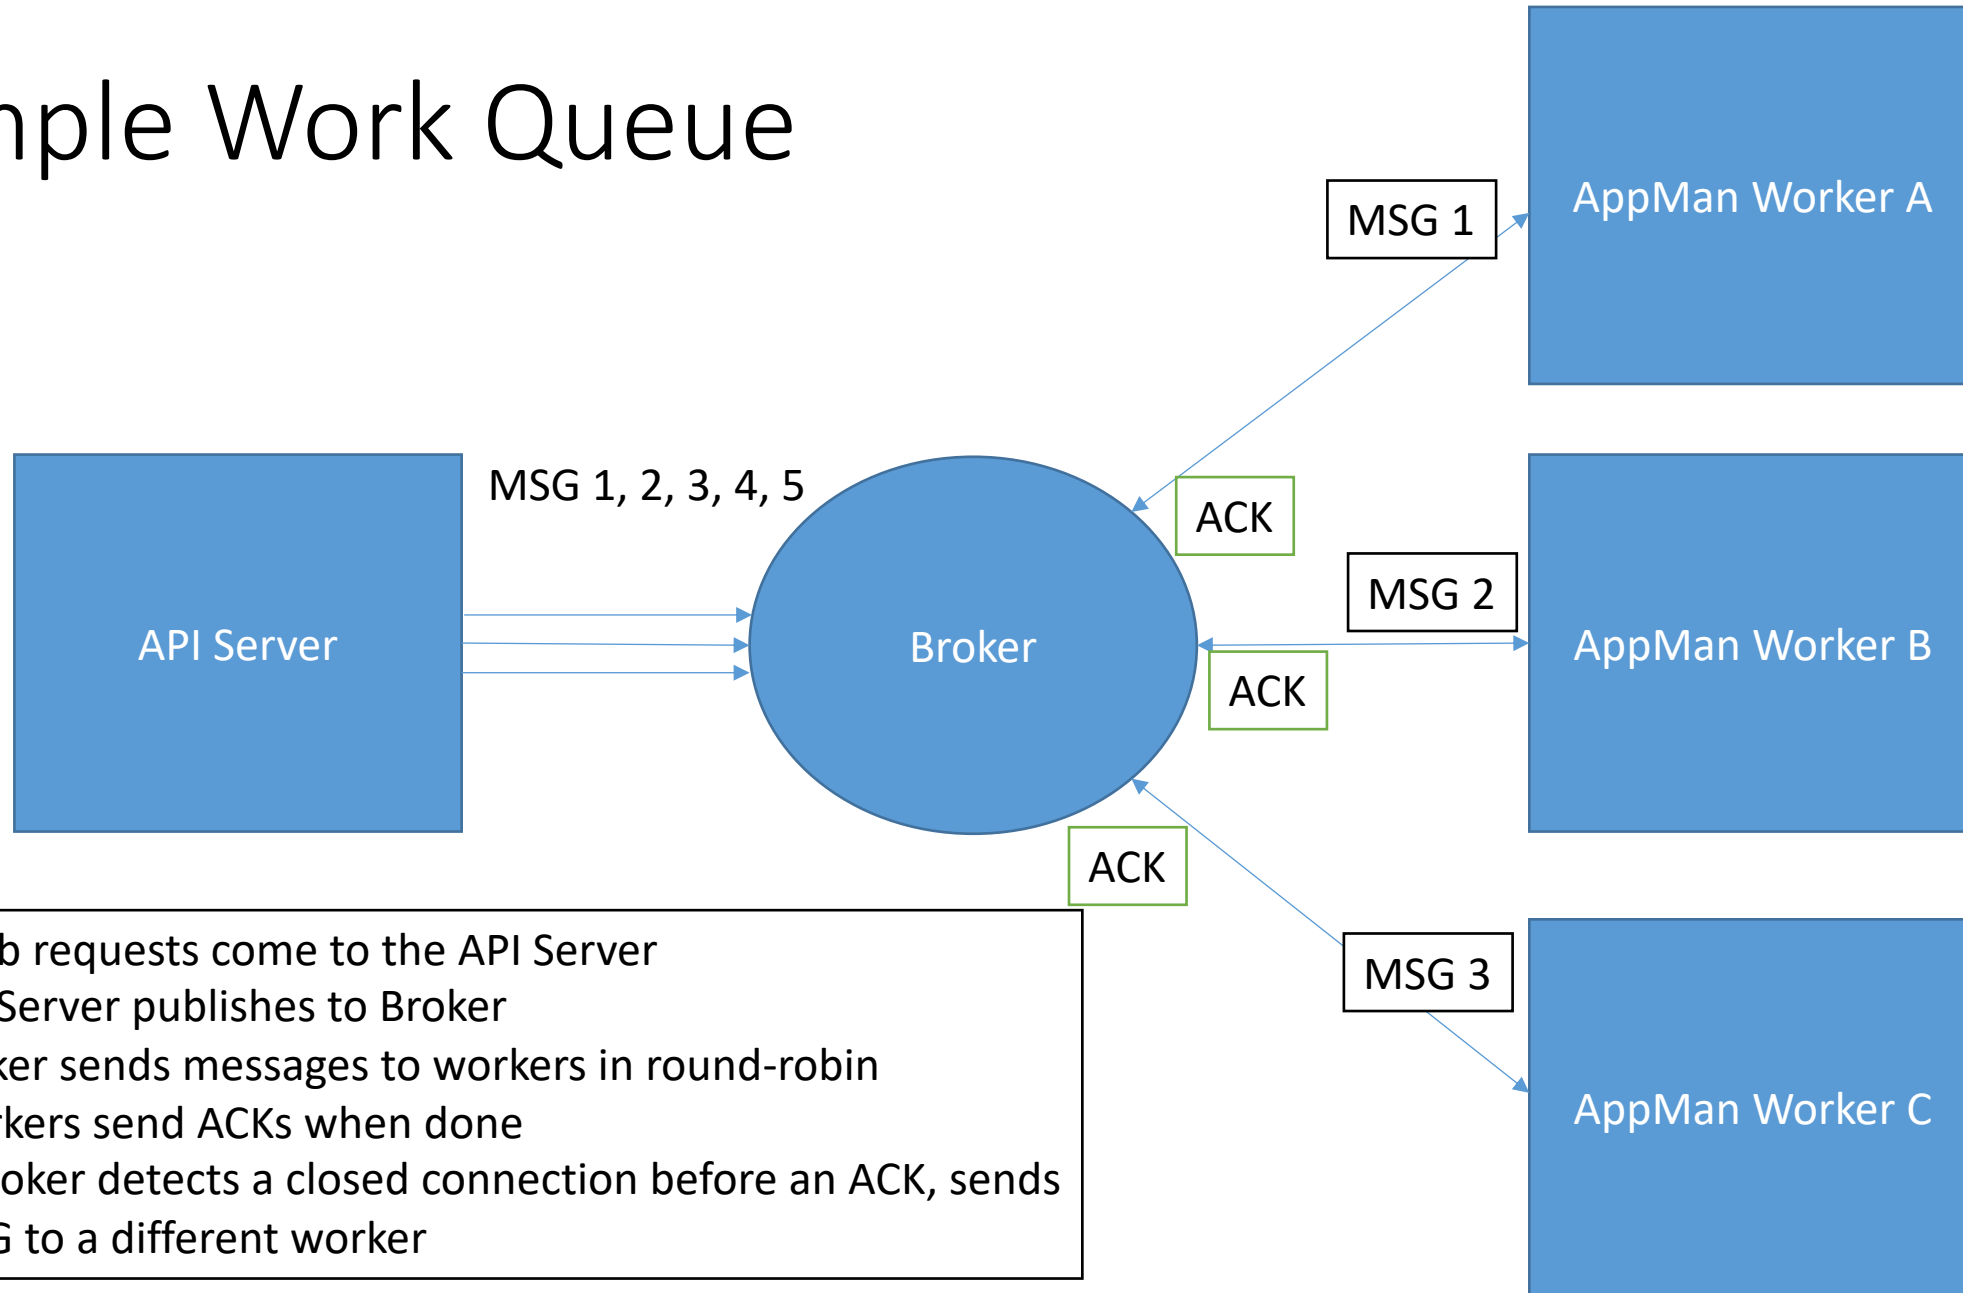 mple Work Queue
MSG 1
AppMan Worker A
MSG 1, 2, 3, 4, 5
ACK
MSG 2
API Server
Broker
AppMan Worker B
ACK
ACK
b requests come to the API Server
Server publishes to Broker
ker sends messages to workers in round-robin
rkers send ACKs when done
oker detects a closed connection before an ACK, sends
G to a different worker
MSG 3
AppMan Worker C